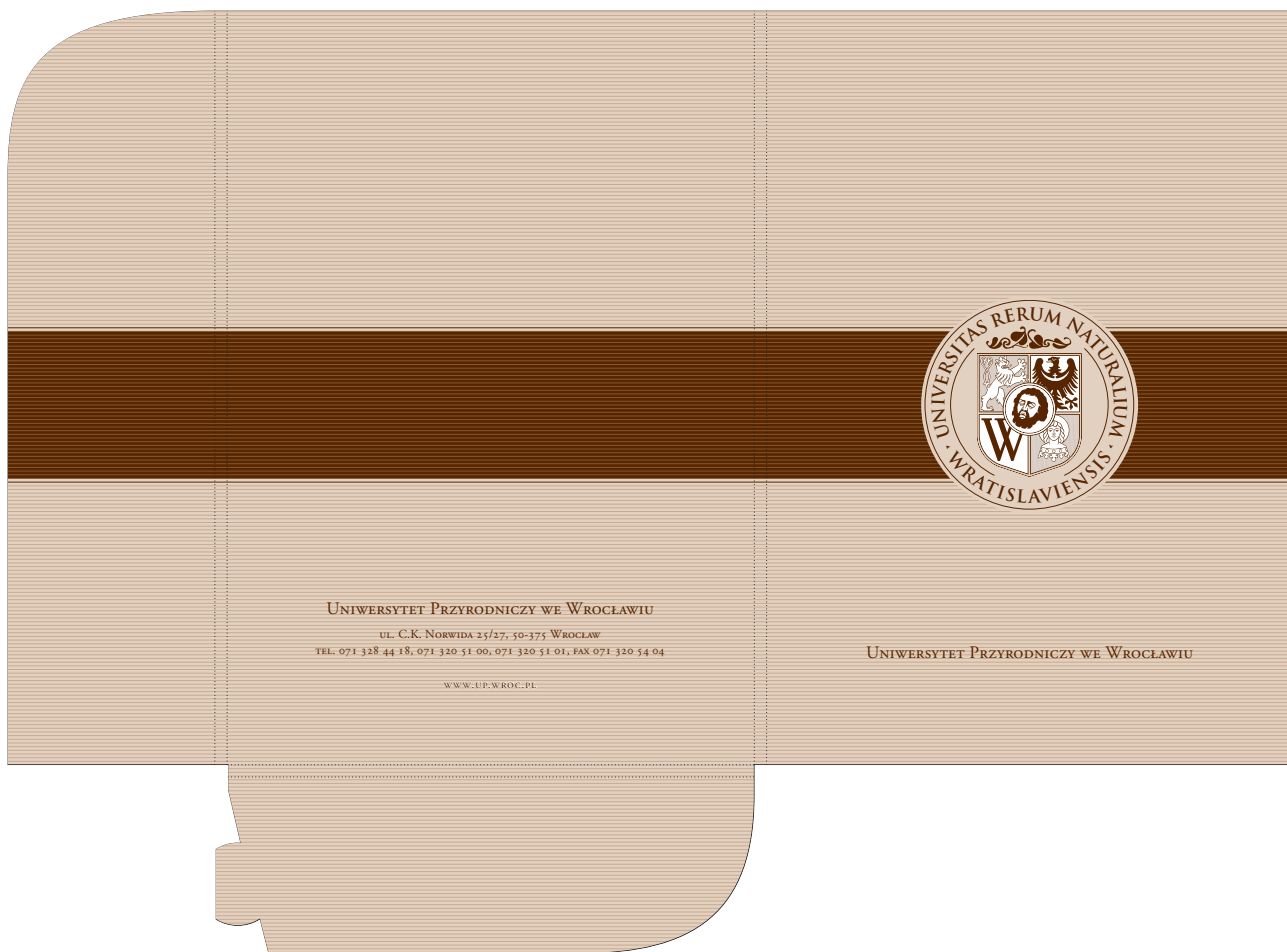 UNIWERSYTET PRZYRODNICZY WE WROCŁAWIU
UL. C.K. NORWIDA 25/27, 50-375 WROCŁAW
TEL. 071 328 44 18, 071 320 51 00, 071 320 51 01, FAX 071 320 54 04
WWW.UP.WROC.PL
UNIVERSITAS RERUM NATURALIUM
· WRATISLAVIENSIS ·
W
UNIWERSYTET PRZYRODNICZY WE WROCŁAWIU